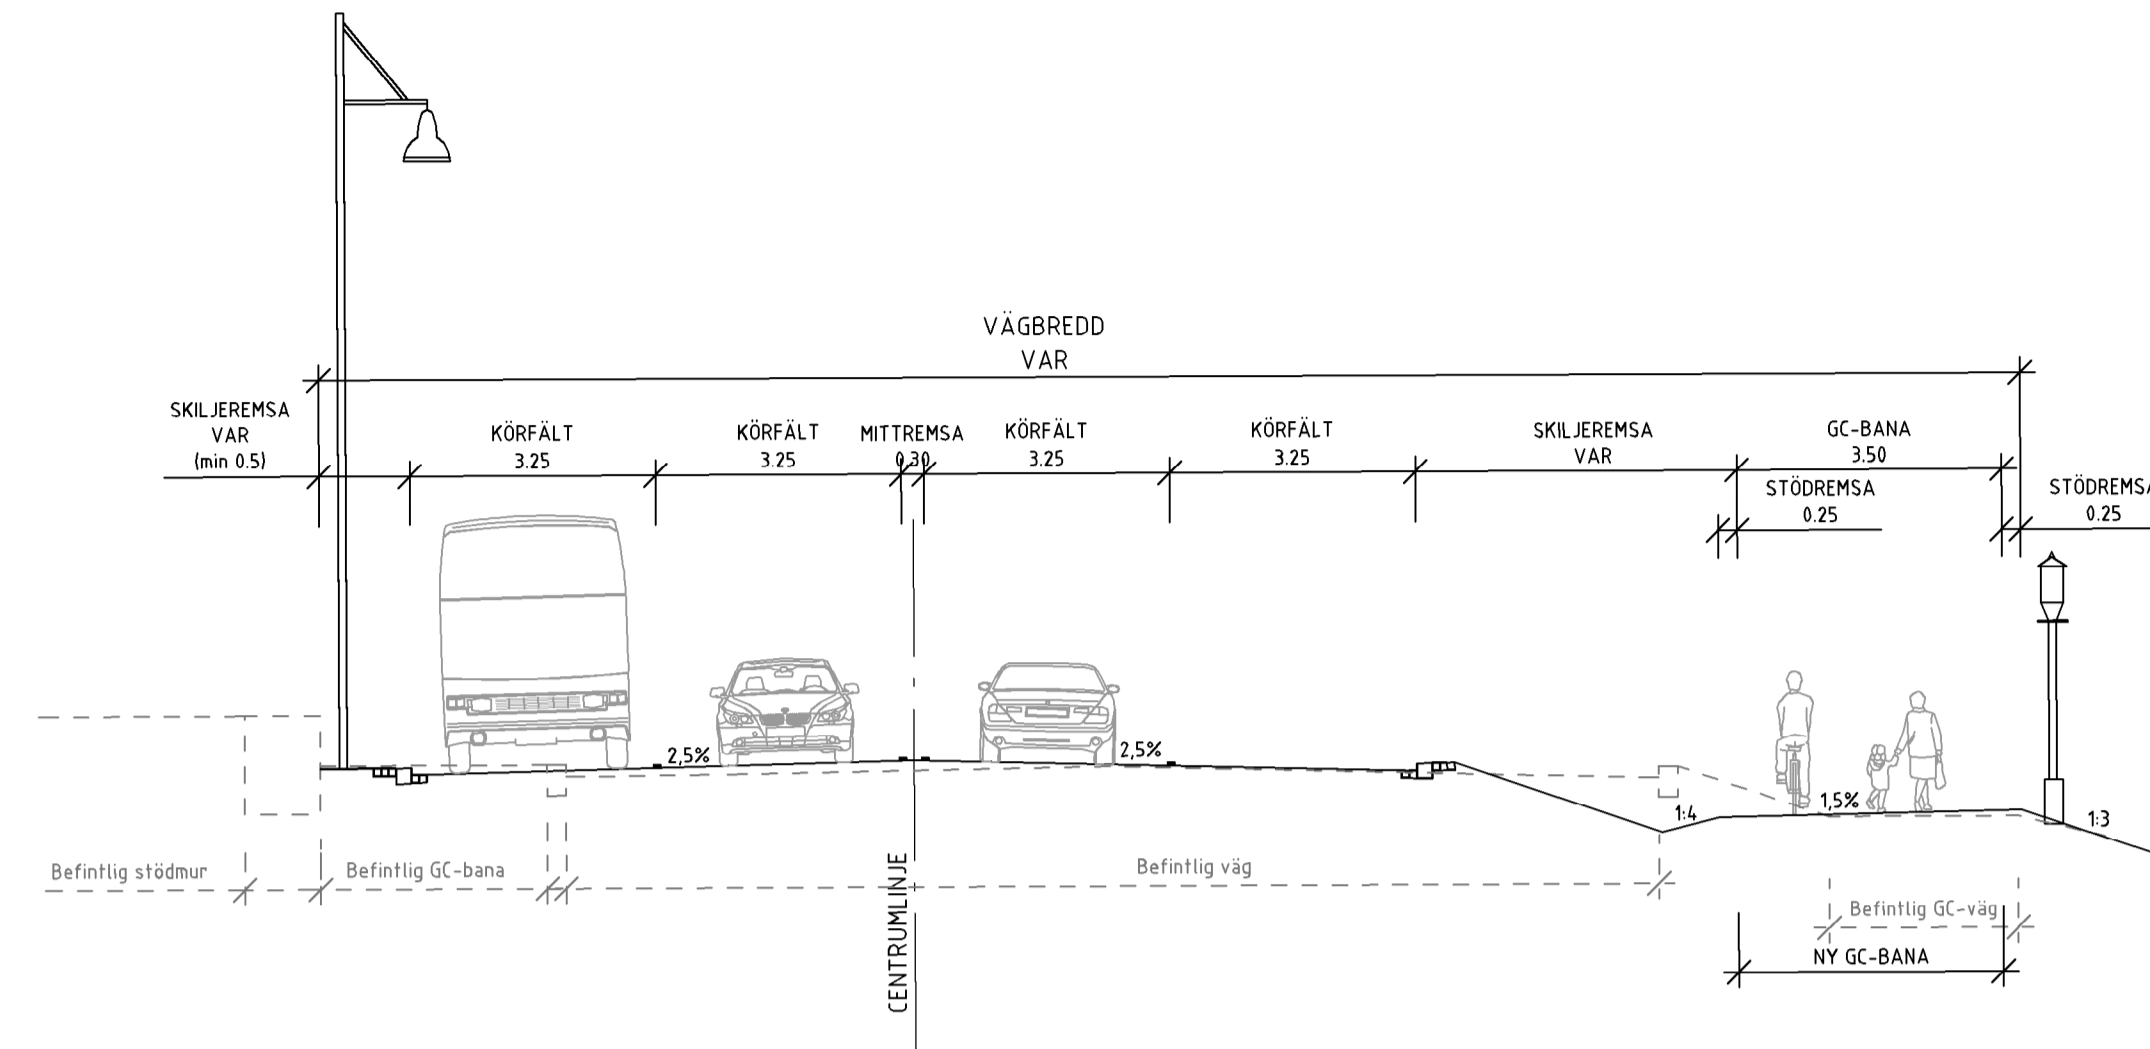 VÄGBREDD
VAR
SKILJEREMSA
VAR
(min 0.5)
KÖRFÄLT
3.25
KÖRFÄLT
3.25
MITTREMSA
0.30
KÖRFÄLT
3.25
KÖRFÄLT
3.25
SKILJEREMSA
VAR
GC-BANA
3.50
STÖDREMSA
0.25
STÖDREMSA
0.25
2,5%
2,5%
1:4
1,5%
1:3
Befintlig stödmur
Befintlig GC-bana
CENTRUMLINJE
Befintlig väg
Befintlig GC-väg
NY GC-BANA